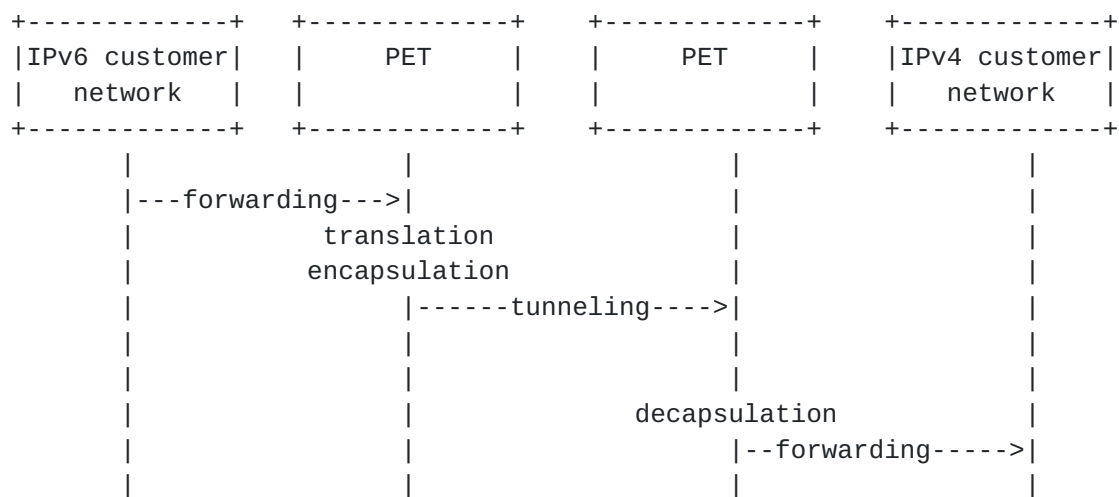 +-------------+   +-------------+    +-------------+    +-------------+
|IPv6 customer|   |     PET     |    |     PET     |    |IPv4 customer|
|   network   |   |             |    |             |    |   network   |
+-------------+   +-------------+    +-------------+    +-------------+
       |                 |                   |                  |
       |---forwarding--->|                   |                  |
       |            translation              |                  |
       |           encapsulation             |                  |
       |                 |------tunneling---->|                  |
       |                 |                   |                  |
       |                 |                   |                  |
       |                 |             decapsulation            |
       |                 |                   |--forwarding----->|
       |                 |                   |                  |